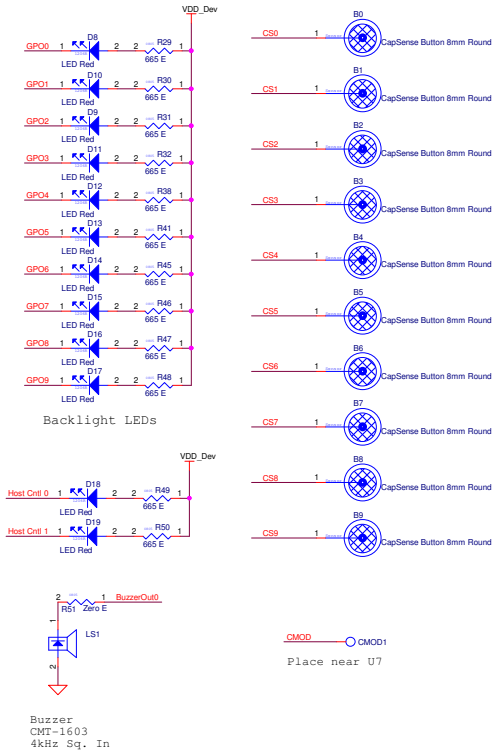 VDD_Dev
GPO0 1 D8 2 2 R29 1
LED Red 665 E
GPO1 1 D10 2 2 R30 1
LED Red 665 E
GPO2 1 D9 2 2 R31 1
LED Red 665 E
GPO3 1 D11 2 2 R32 1
LED Red 665 E
GPO4 1 D12 2 2 R38 1
LED Red 665 E
GPO5 1 D13 2 2 R41 1
LED Red 665 E
GPO6 1 D14 2 2 R45 1
LED Red 665 E
GPO7 1 D15 2 2 R46 1
LED Red 665 E
GPO8 1 D16 2 2 R47 1
LED Red 665 E
GPO9 1 D17 2 2 R48 1
LED Red 665 E
Backlight LEDs
VDD_Dev
Host Cntl 0 1 D18 2 2 R49 1
LED Red 665 E
Host Cntl 1 1 D19 2 2 R50 1
LED Red 665 E
2 1 BuzzerOut0
R51 Zero E
1
LS1
2
Buzzer
CMT-1603
4kHz Sq. In
B0
CS0 1 CapSense Button 8mm Round
B1
CS1 1 CapSense Button 8mm Round
B2
CS2 1 CapSense Button 8mm Round
B3
CS3 1 CapSense Button 8mm Round
B4
CS4 1 CapSense Button 8mm Round
B5
CS5 1 CapSense Button 8mm Round
B6
CS6 1 CapSense Button 8mm Round
B7
CS7 1 CapSense Button 8mm Round
B8
CS8 1 CapSense Button 8mm Round
B9
CS9 1 CapSense Button 8mm Round
CMOD CMOD1
Place near U7